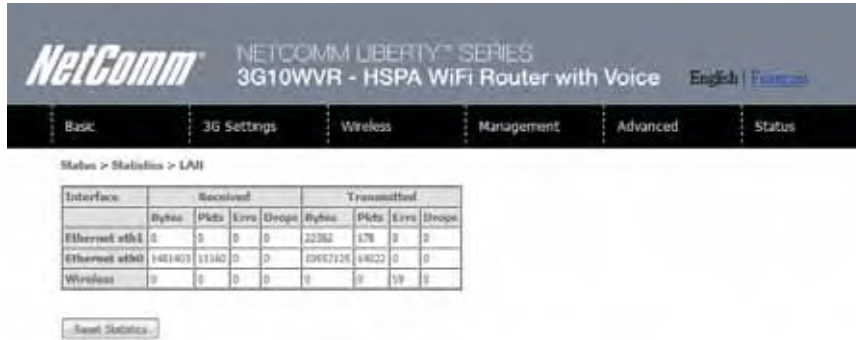 NetComm NETCOMM LIBERTY™ SERIES
3G10WVR - HSPA WiFi Router with Voice English | Français
Basic 3G Settings Wireless Management Advanced Status
Status > Statistics > LAN
Interface Received Transmitted
Bytes Pkts Errs Drops Bytes Pkts Errs Drops
Ethernet eth1 0 0 0 0 22362 178 0 0
Ethernet eth0 0 0 0 0
Wireless 0 0 0 0 0 0 59 0
Reset Statistics